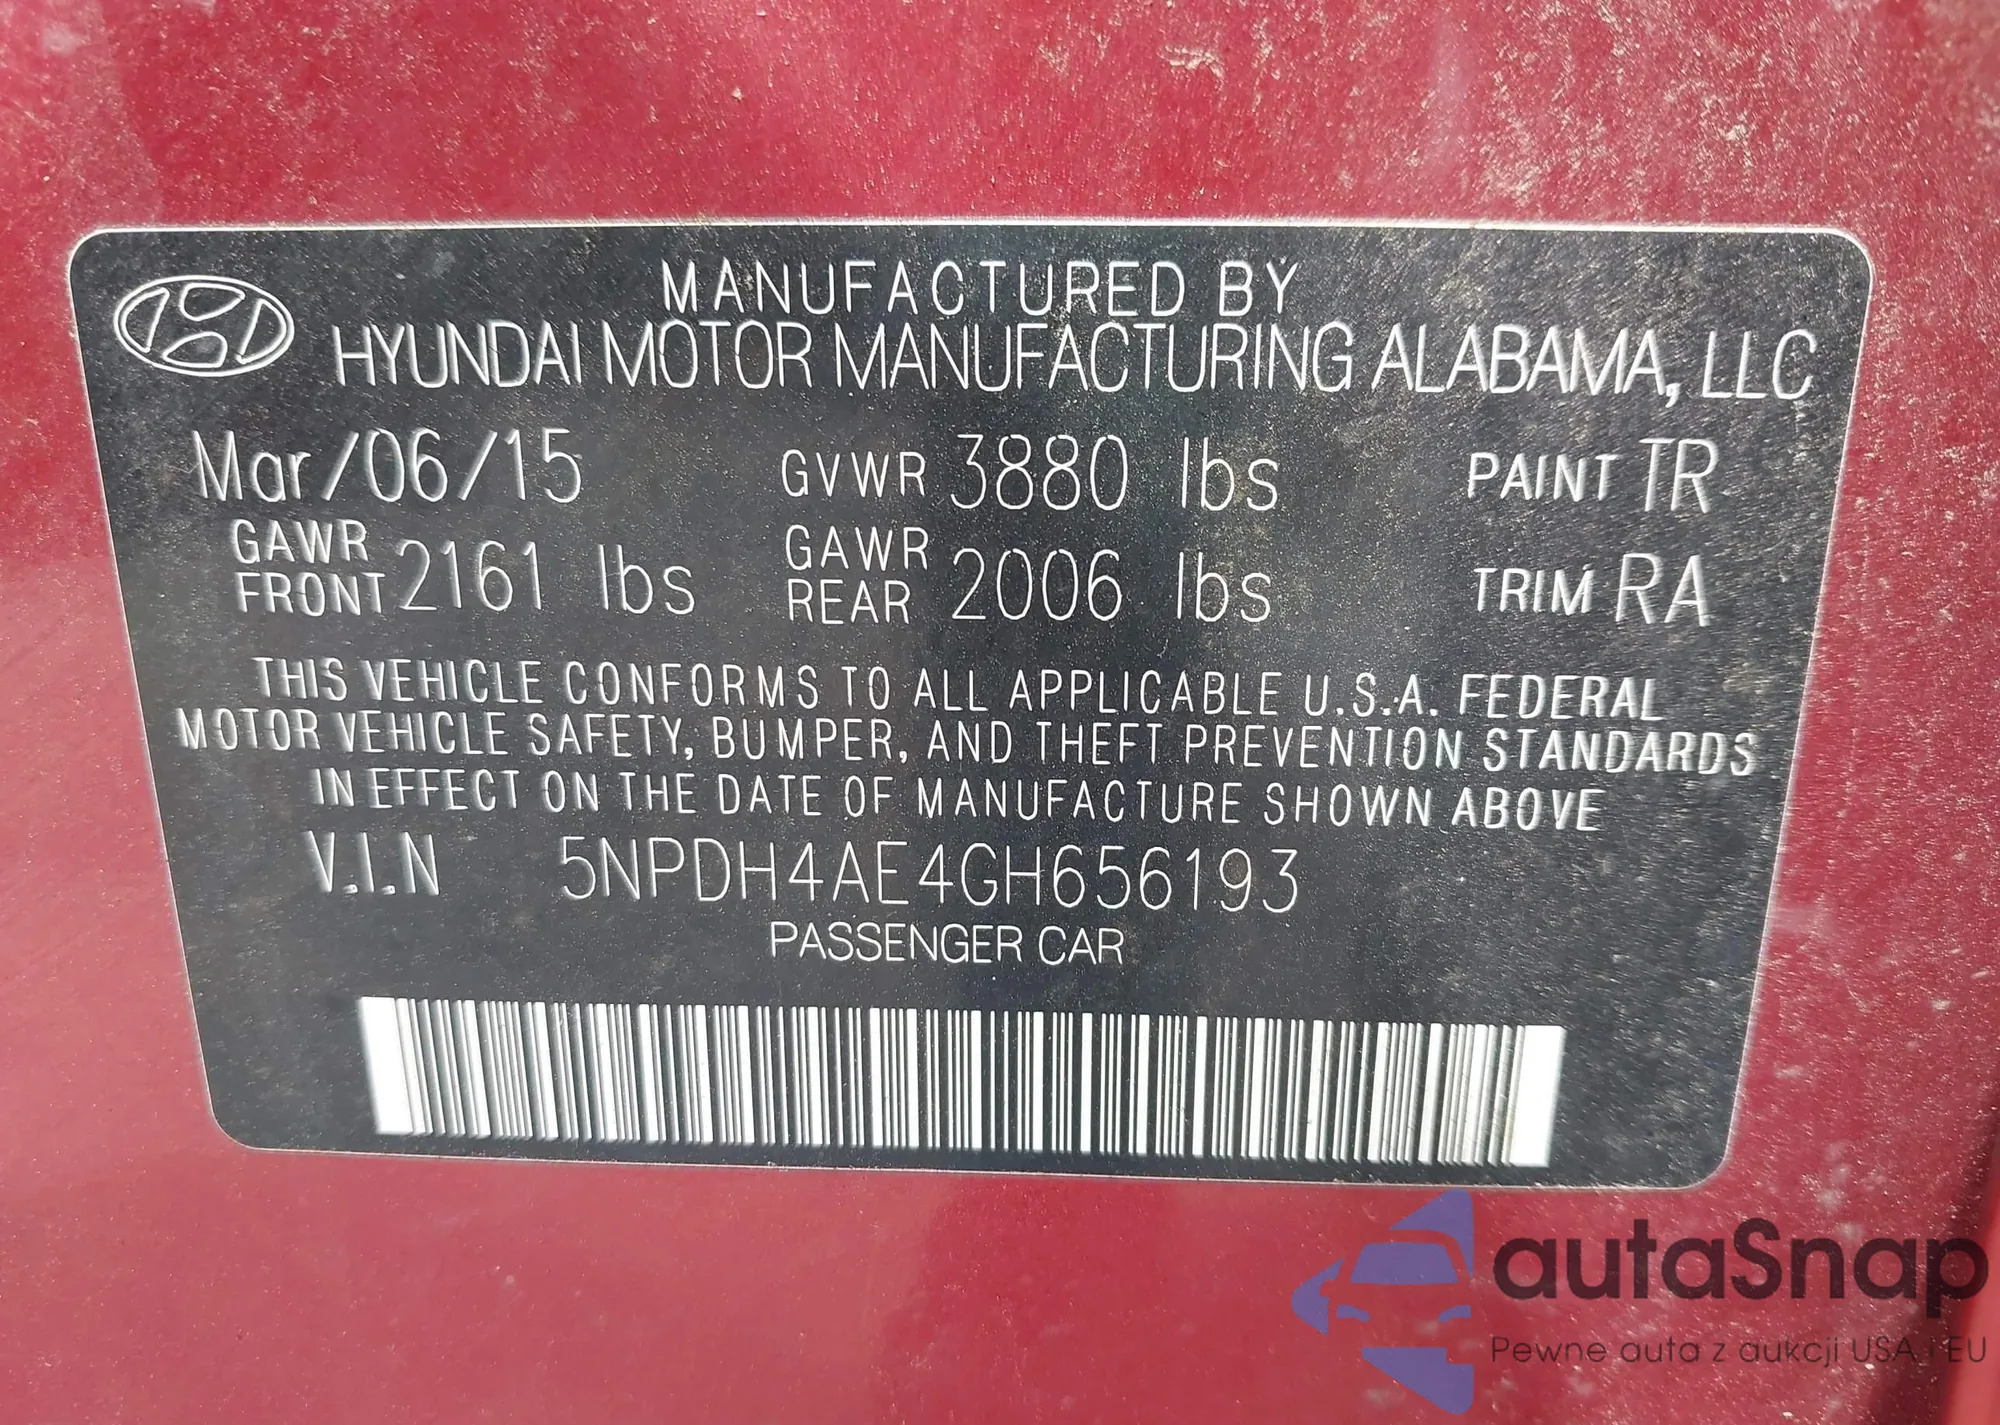 MANUFACTURED BY
HYUNDAI MOTOR MANUFACTURING ALABAMA, LLC
Mar/06/15 GVWR 3880 lbs PAINT TR
GAWR FRONT 2161 lbs GAWR REAR 2006 lbs TRIM RA
THIS VEHICLE CONFORMS TO ALL APPLICABLE U.S.A. FEDERAL
MOTOR VEHICLE SAFETY, BUMPER, AND THEFT PREVENTION STANDARDS
IN EFFECT ON THE DATE OF MANUFACTURE SHOWN ABOVE
V.I.N 5NPDH4AE4GH656193
PASSENGER CAR
autaSnap
Pewne auta z aukcji USA i EU